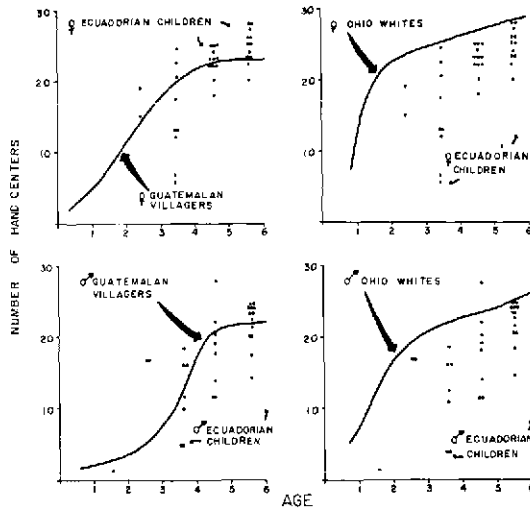 NUMBER OF HAND CENTERS
30
20
10
1 2 3 4 5 6
♀ ECUADORIAN CHILDREN
♀ GUATEMALAN
VILLAGERS
30
20
10
1 2 3 4 5 6
♀ OHIO WHITES
♀ ECUADORIAN
CHILDREN
30
20
10
1 2 3 4 5 6
♂ GUATEMALAN
VILLAGERS
♂ ECUADORIAN
CHILDREN
30
20
10
1 2 3 4 5 6
♂ OHIO WHITES
♂ ECUADORIAN
CHILDREN
AGE